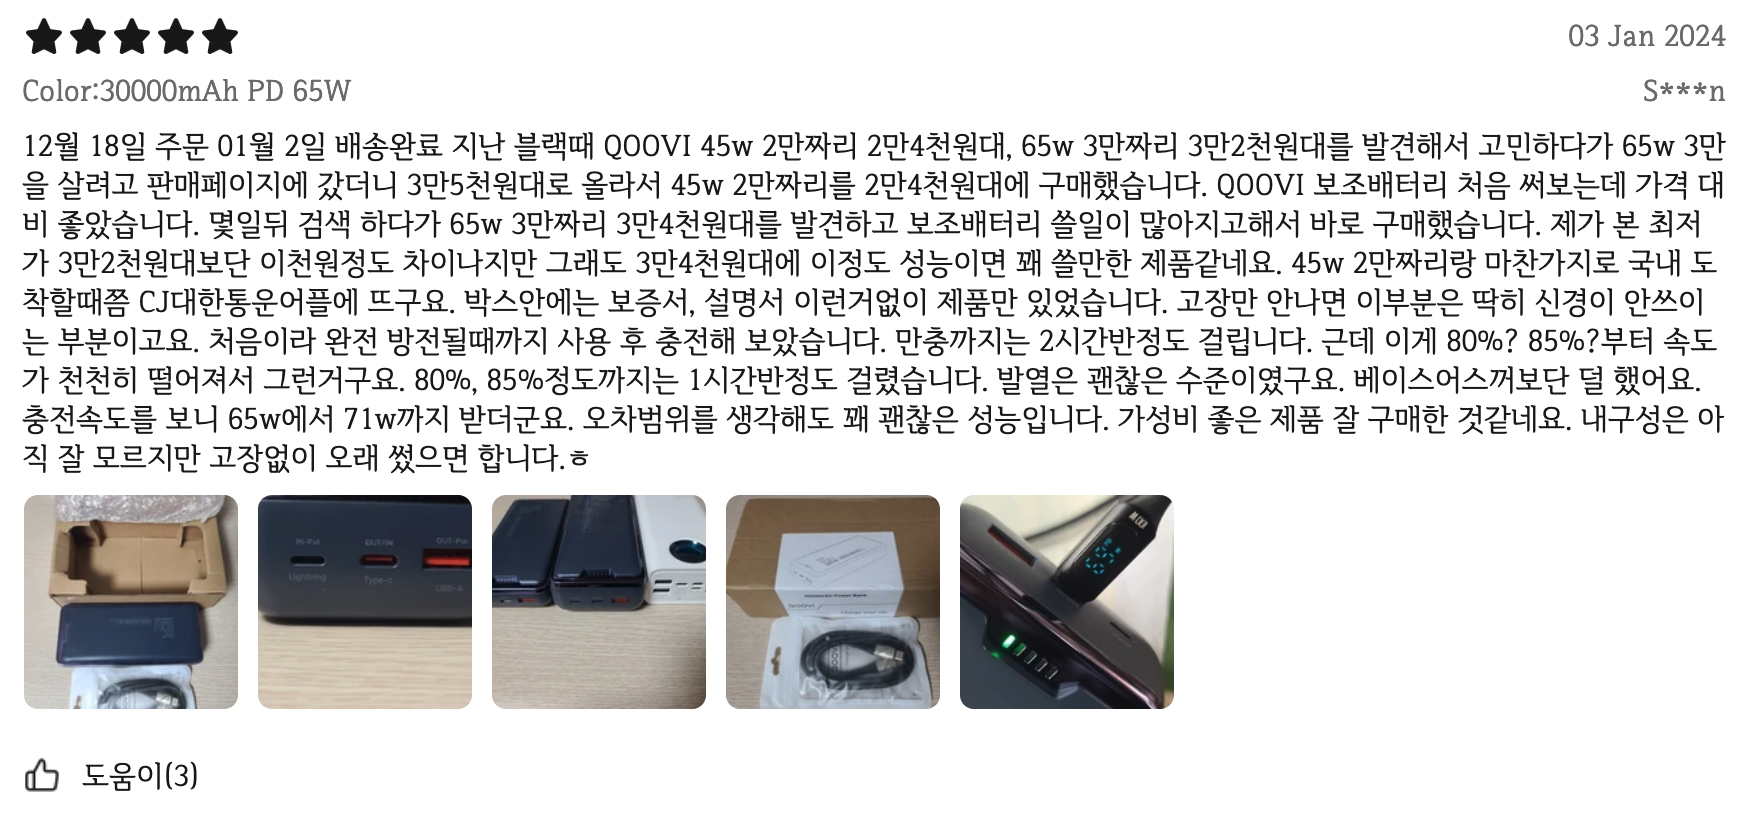 03 Jan 2024
Color:30000mAh PD 65W
S***n
12월 18일 주문 01월 2일 배송완료 지난 블랙때 QOOVI 45w 2만짜리 2만4천원대, 65w 3만짜리 3만2천원대를 발견해서 고민하다가 65w 3만
을 살려고 판매페이지에 갔더니 3만5천원대로 올라서 45w 2만짜리를 2만4천원대에 구매했습니다. QOOVI 보조배터리 처음 써보는데 가격 대
비 좋았습니다. 몇일뒤 검색 하다가 65w 3만짜리 3만4천원대를 발견하고 보조배터리 쓸일이 많아지고해서 바로 구매했습니다. 제가 본 최저
가 3만2천원대보단 이천원정도 차이나지만 그래도 3만4천원대에 이정도 성능이면 꽤 쓸만한 제품같네요. 45w 2만짜리랑 마찬가지로 국내 도
착할때쯤 CJ대한통운어플에 뜨구요. 박스안에는 보증서, 설명서 이런거없이 제품만 있었습니다. 고장만 안나면 이부분은 딱히 신경이 안쓰이
는 부분이고요. 처음이라 완전 방전될때까지 사용 후 충전해 보았습니다. 만충까지는 2시간반정도 걸립니다. 근데 이게 80%? 85%?부터 속도
가 천천히 떨어져서 그런거구요. 80%, 85%정도까지는 1시간반정도 걸렸습니다. 발열은 괜찮은 수준이였구요. 베이스어스꺼보단 덜 했어요.
충전속도를 보니 65w에서 71w까지 받더군요. 오차범위를 생각해도 꽤 괜찮은 성능입니다. 가성비 좋은 제품 잘 구매한 것같네요. 내구성은 아
직 잘 모르지만 고장없이 오래 썼으면 합니다.ㅎ
IN-Put
OUT/IN
OUT-Put
Lightning
Type-c
UBS-A
30000mAh Power Bank
QOOVI
도움이(3)